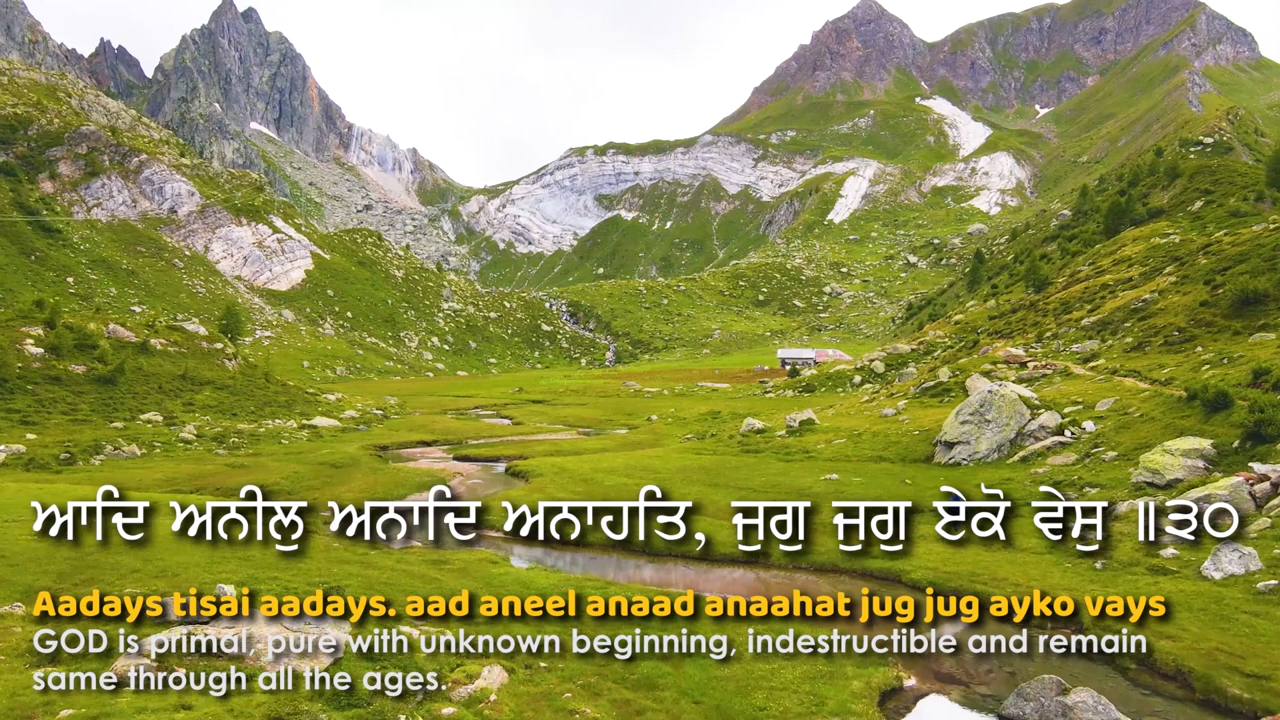 ਆਦਿ ਅਨੀਲੁ ਅਨਾਦਿ ਅਨਾਹਤਿ, ਜੁਗੁ ਜੁਗੁ ਏਕੋ ਵੇਸੁ ॥੩੦
Aadays tisai aadays. aad aneel anaad anaahat jug jug ayko vays
GOD is primal, pure with unknown beginning, indestructible and remain
same through all the ages.